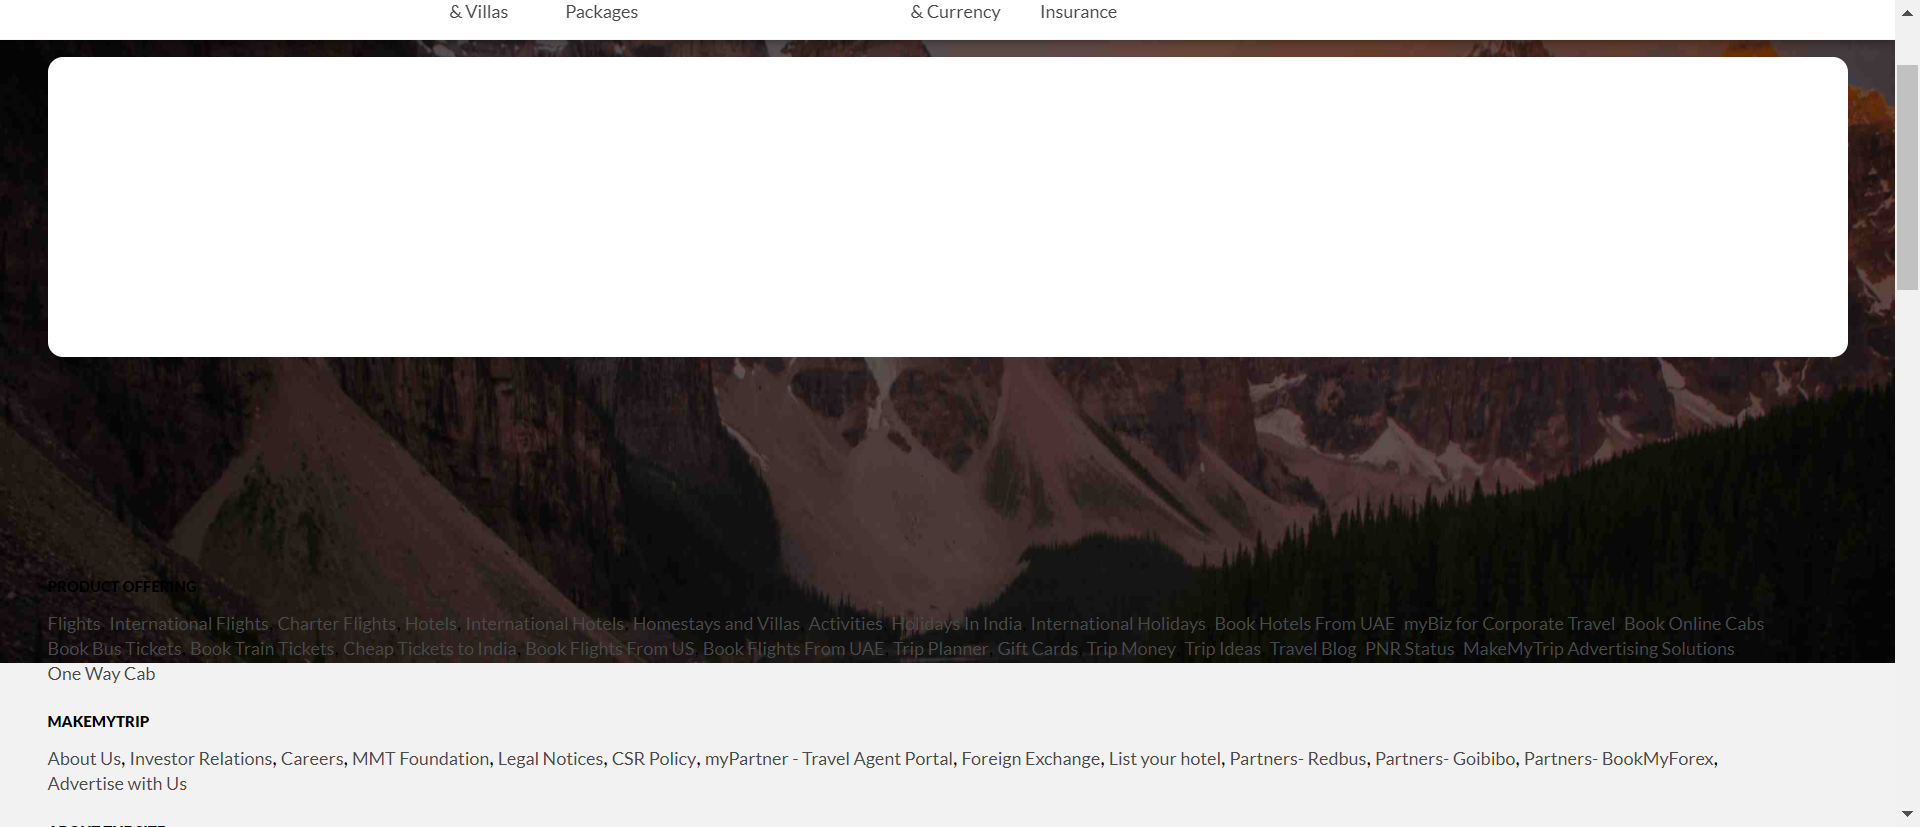 & Villas Packages & Currency Insurance
PRODUCT OFFERING
Flights, International Flights, Charter Flights, Hotels, International Hotels, Homestays and Villas, Activities, Holidays In India, International Holidays, Book Hotels From UAE, myBiz for Corporate Travel, Book Online Cabs,
Book Bus Tickets, Book Train Tickets, Cheap Tickets to India, Book Flights From US, Book Flights From UAE, Trip Planner, Gift Cards, Trip Money, Trip Ideas, Travel Blog, PNR Status, MakeMyTrip Advertising Solutions,
One Way Cab
MAKEMYTRIP
About Us, Investor Relations, Careers, MMT Foundation, Legal Notices, CSR Policy, myPartner - Travel Agent Portal, Foreign Exchange, List your hotel, Partners- Redbus, Partners- Goibibo, Partners- BookMyForex,
Advertise with Us
ABOUT THE SITE